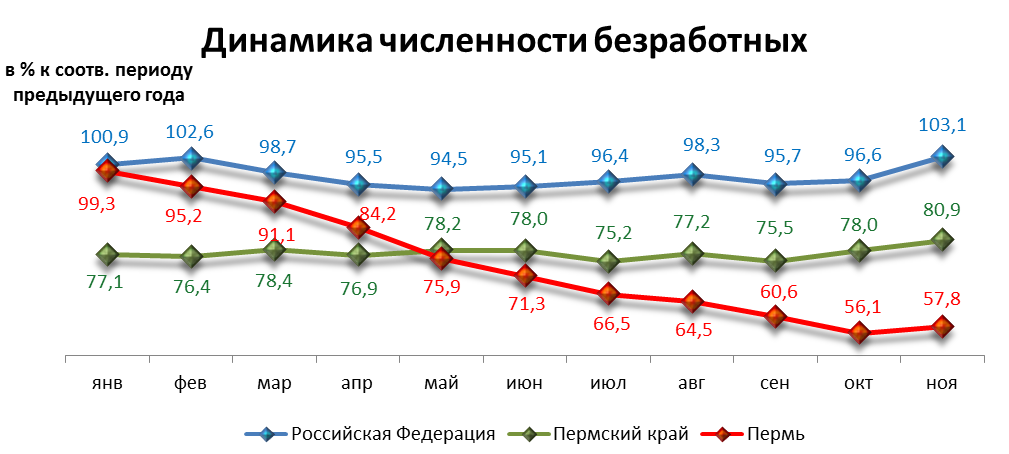 Динамика численности безработных
в % к соотв. периоду
предыдущего года
100,9 102,6 98,7 95,5 94,5 95,1 96,4 98,3 95,7 96,6 103,1
99,3 95,2 91,1 84,2 75,9 71,3 66,5 64,5 60,6 56,1 57,8
77,1 76,4 78,4 76,9 78,2 78,0 75,2 77,2 75,5 78,0 80,9
янв фев мар апр май июн июл авг сен окт ноя
Российская Федерация Пермский край Пермь